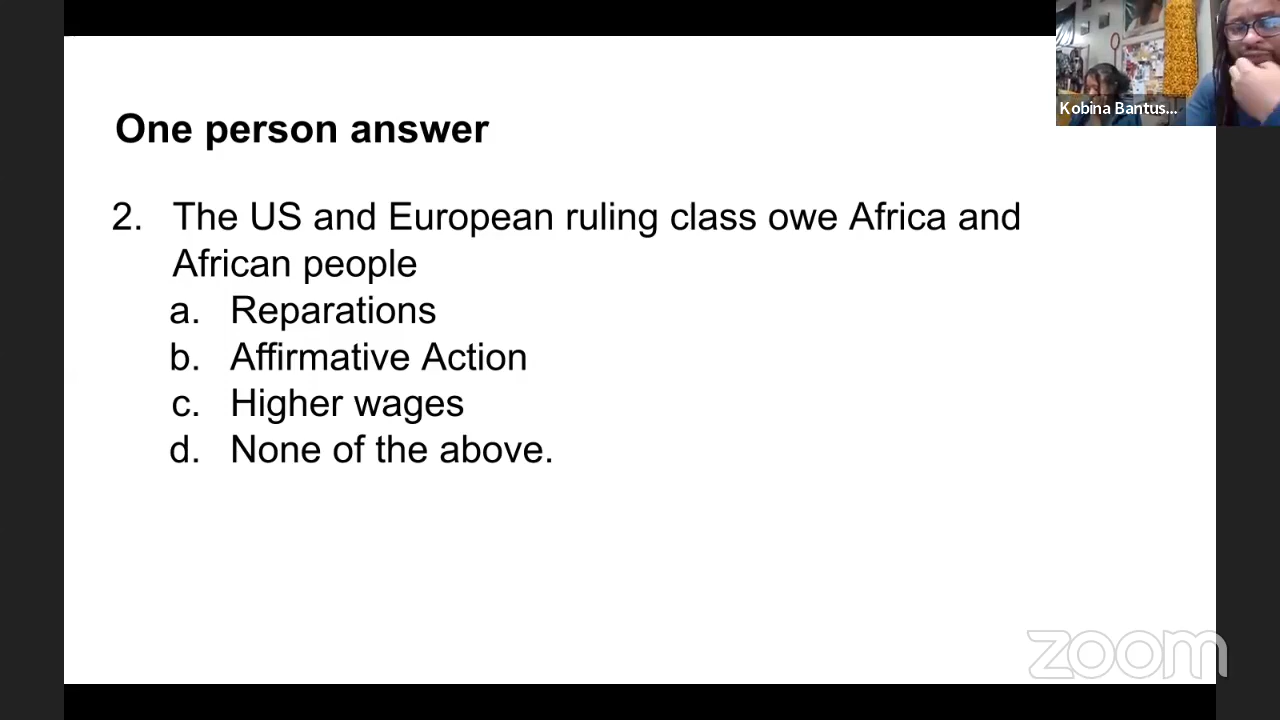 Kobina Bantus...
One person answer
2. The US and European ruling class owe Africa and
African people
a. Reparations
b. Affirmative Action
c. Higher wages
d. None of the above.
zoom